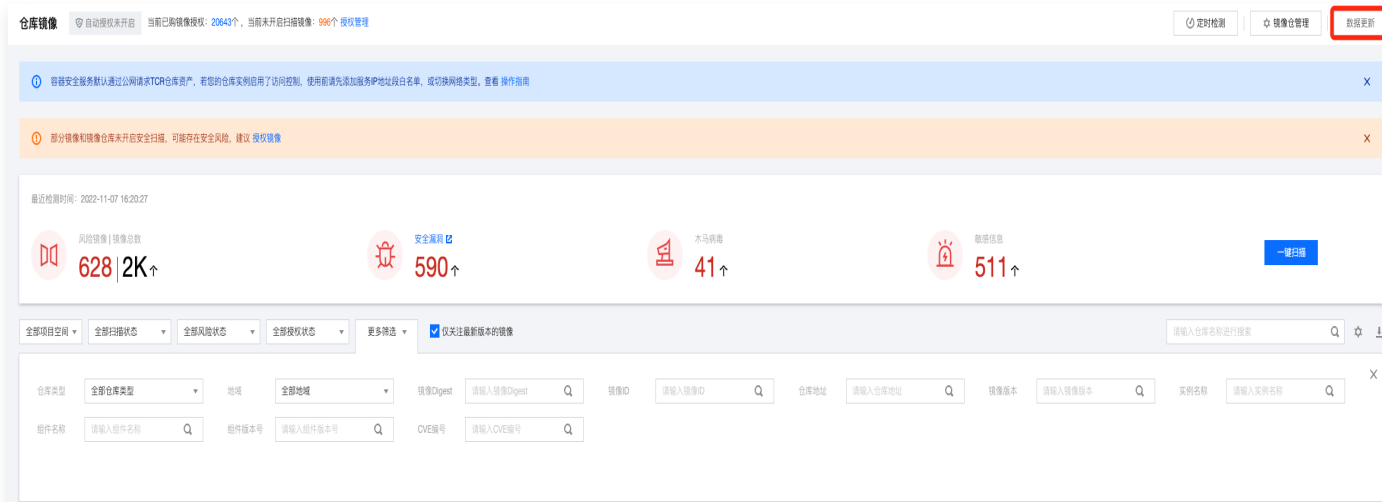 仓库镜像 自动授权未开启 当前已购镜像授权：20643个，当前未开启扫描镜像：996个 授权管理 定时检测 镜像仓管理 数据更新
容器安全服务默认通过公网请求TCR仓库资产，若您的仓库实例启用了访问控制，使用前请先添加服务IP地址段白名单，或切换网络类型。查看 操作指南
部分镜像和镜像仓库未开启安全扫描，可能存在安全风险，建议 授权镜像
最近检测时间：2022-11-07 16:20:27
风险镜像|镜像总数 安全漏洞 木马病毒 敏感信息
628|2K↑ 590↑ 41↑ 511↑ 一键扫描
全部项目空间 全部扫描状态 全部风险状态 全部授权状态 更多筛选 仅关注最新版本的镜像 请输入仓库名称进行搜索
仓库类型 全部仓库类型 地域 全部地域 镜像Digest 请输入镜像Digest 镜像ID 请输入镜像ID 仓库地址 请输入仓库地址 镜像版本 请输入镜像版本 实例名称 请输入实例名称
组件名称 请输入组件名称 组件版本号 请输入组件版本号 CVE编号 请输入CVE编号